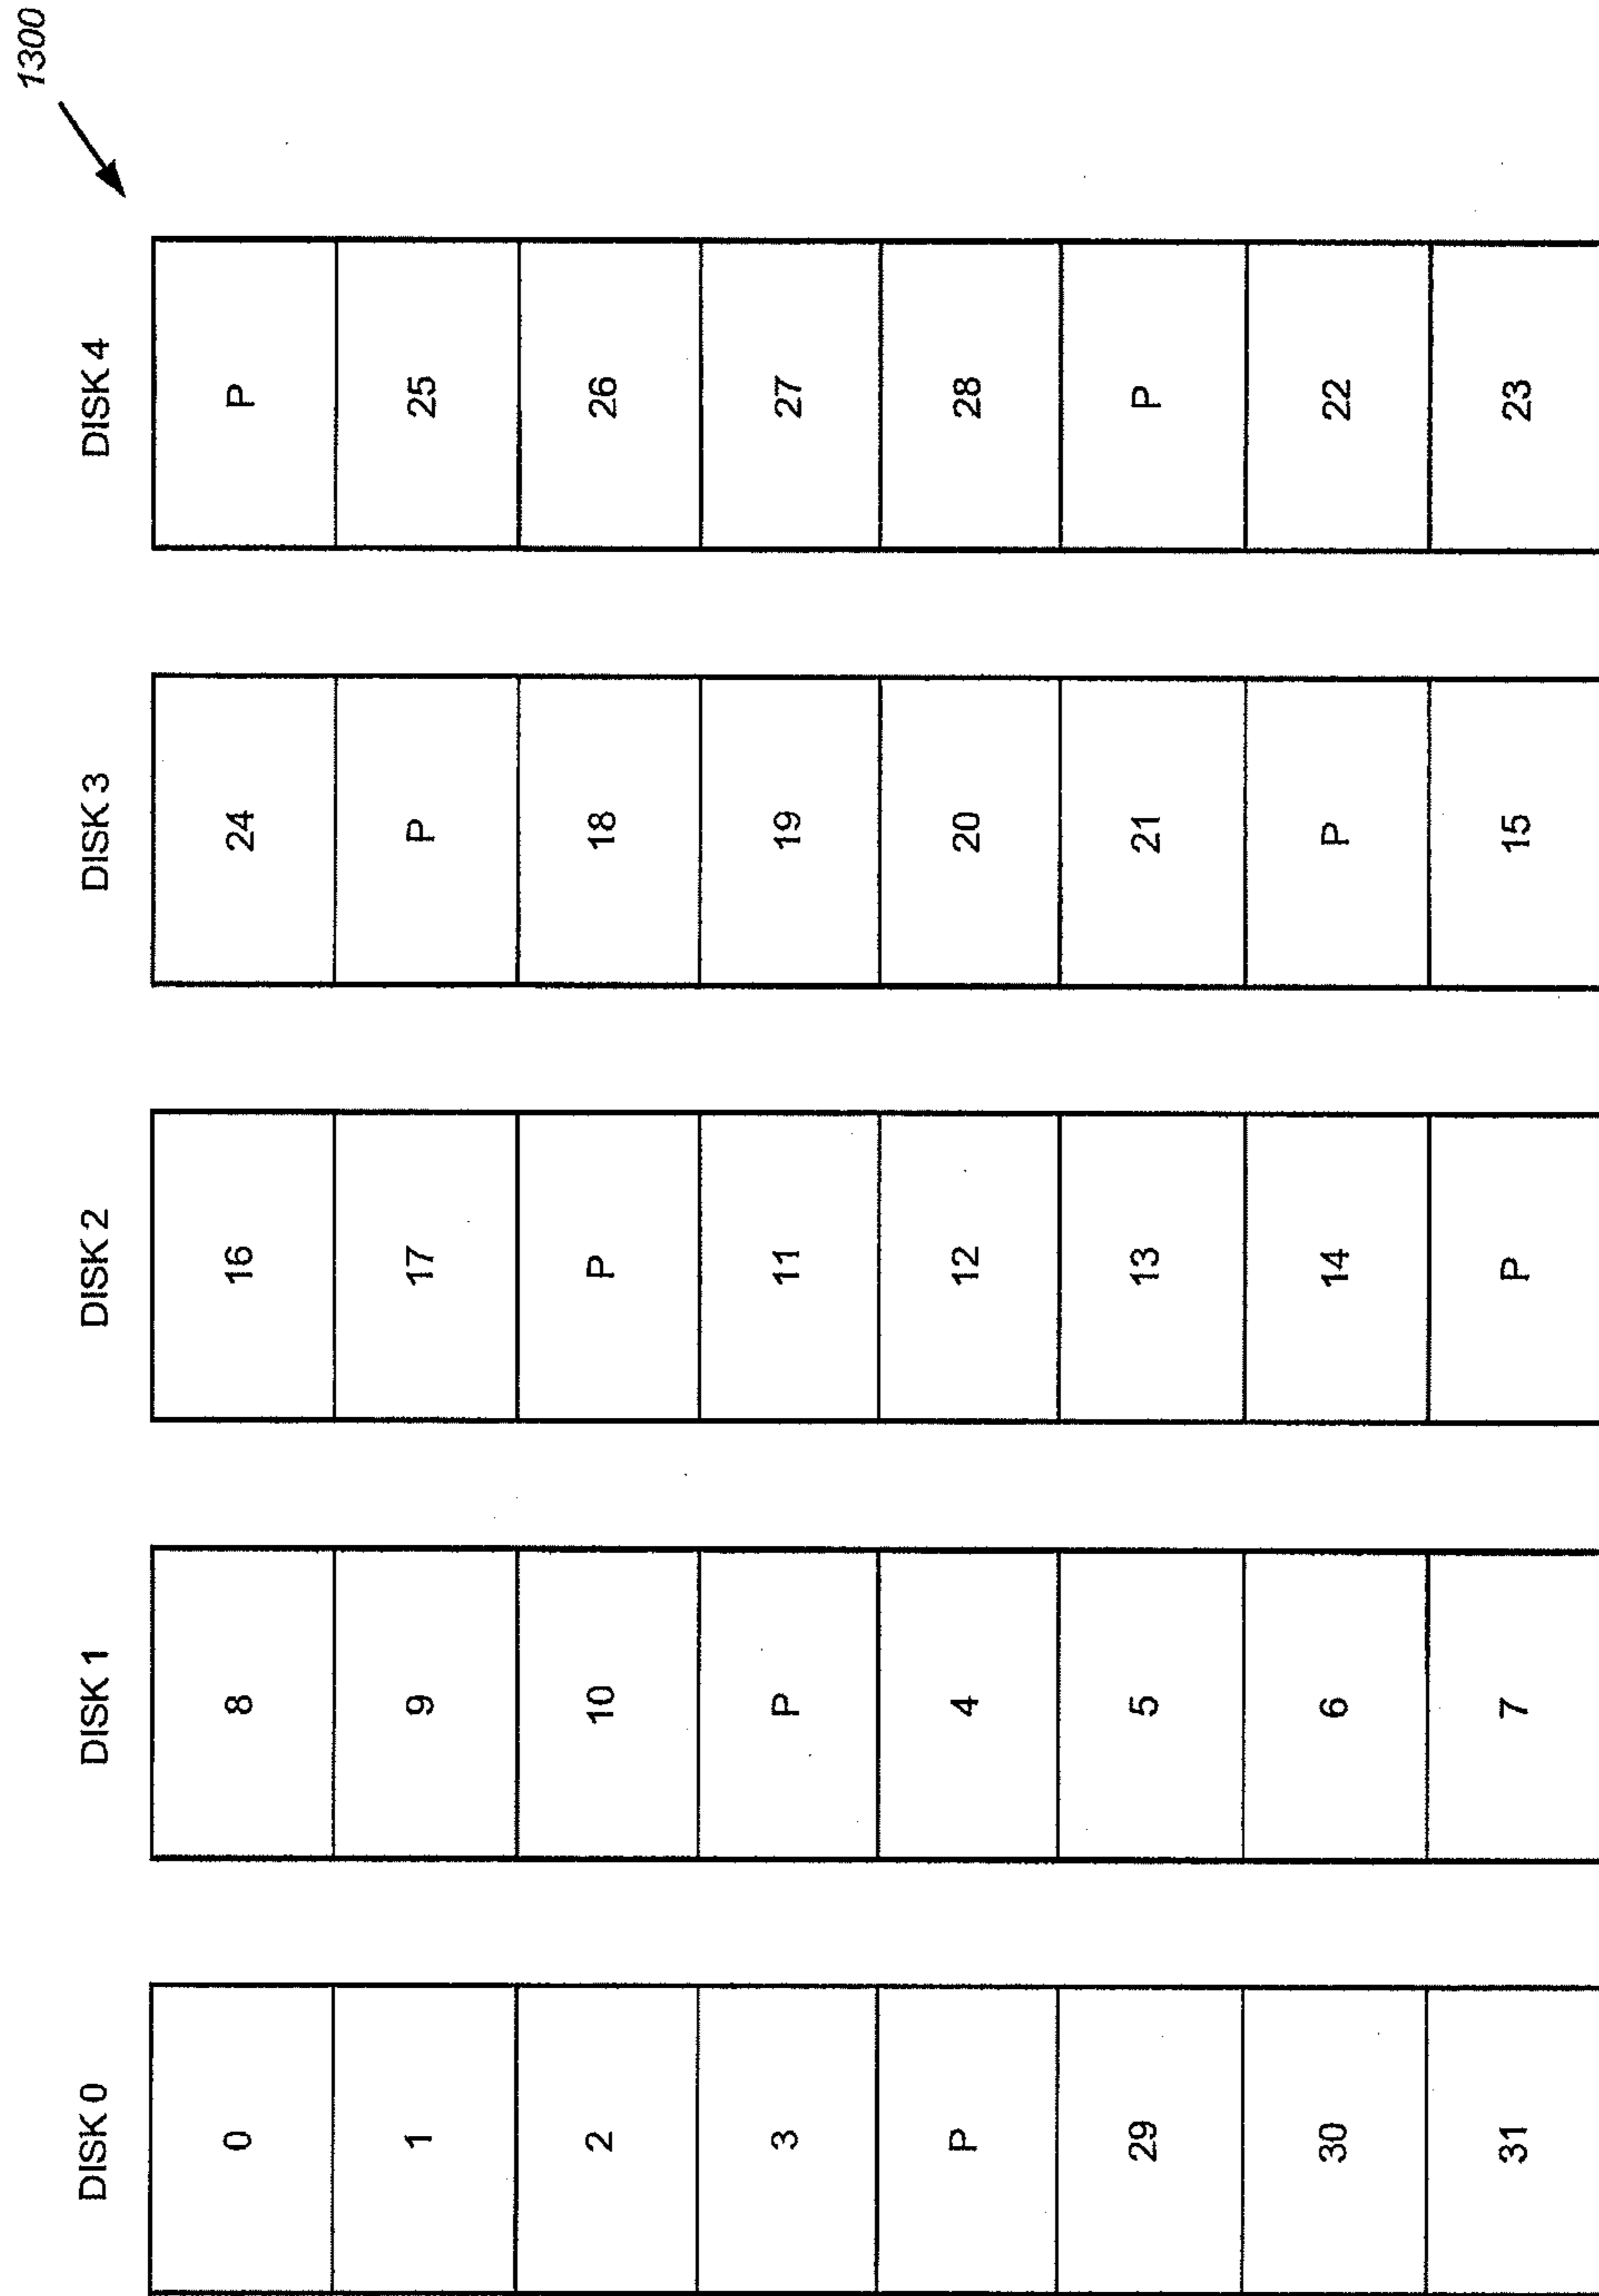 1300
DISK 0 DISK 1 DISK 2 DISK 3 DISK 4
0 8 16 24 P
1 9 17 P 25
2 10 P 18 26
3 P 11 19 27
P 4 12 20 28
29 5 13 21 P
30 6 14 P 22
31 7 P 15 23